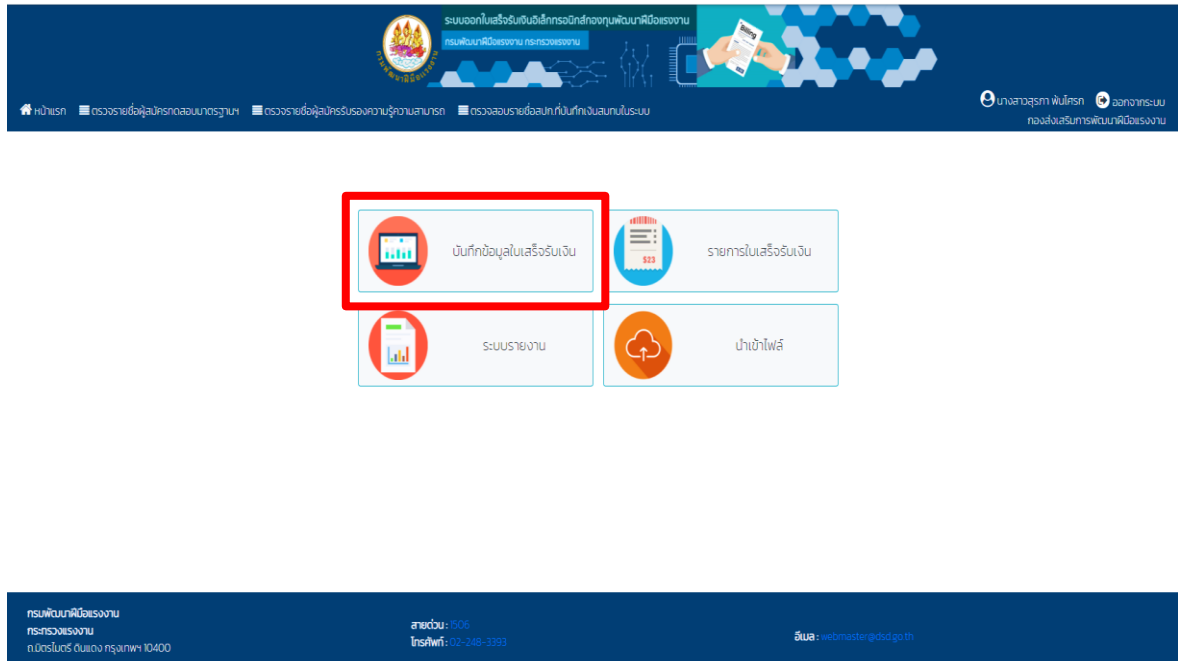 ระบบออกใบเสร็จรับเงินอิเล็กทรอนิกส์กองทุนพัฒนาฝีมือแรงงาน
กรมพัฒนาฝีมือแรงงาน กระทรวงแรงงาน
กรมพัฒนาฝีมือแรงงาน
Billing
หน้าแรก ตรวจรายชื่อผู้สมัครทดสอบมาตรฐานฯ ตรวจรายชื่อผู้สมัครรับรองความรู้ความสามารถ ตรวจสอบรายชื่อสปก.ที่บันทึกเงินสมทบในระบบ
นางสาวสุรภา พันโศรก ออกจากระบบ
กองส่งเสริมการพัฒนาฝีมือแรงงาน
บันทึกข้อมูลใบเสร็จรับเงิน
$23
รายการใบเสร็จรับเงิน
ระบบรายงาน
นำเข้าไฟล์
กรมพัฒนาฝีมือแรงงาน
กระทรวงแรงงาน
ถ.มิตรไมตรี ดินแดง กรุงเทพฯ 10400
สายด่วน : 1506
โทรศัพท์ : 02-248-3393
อีเมล : webmaster@dsd.go.th